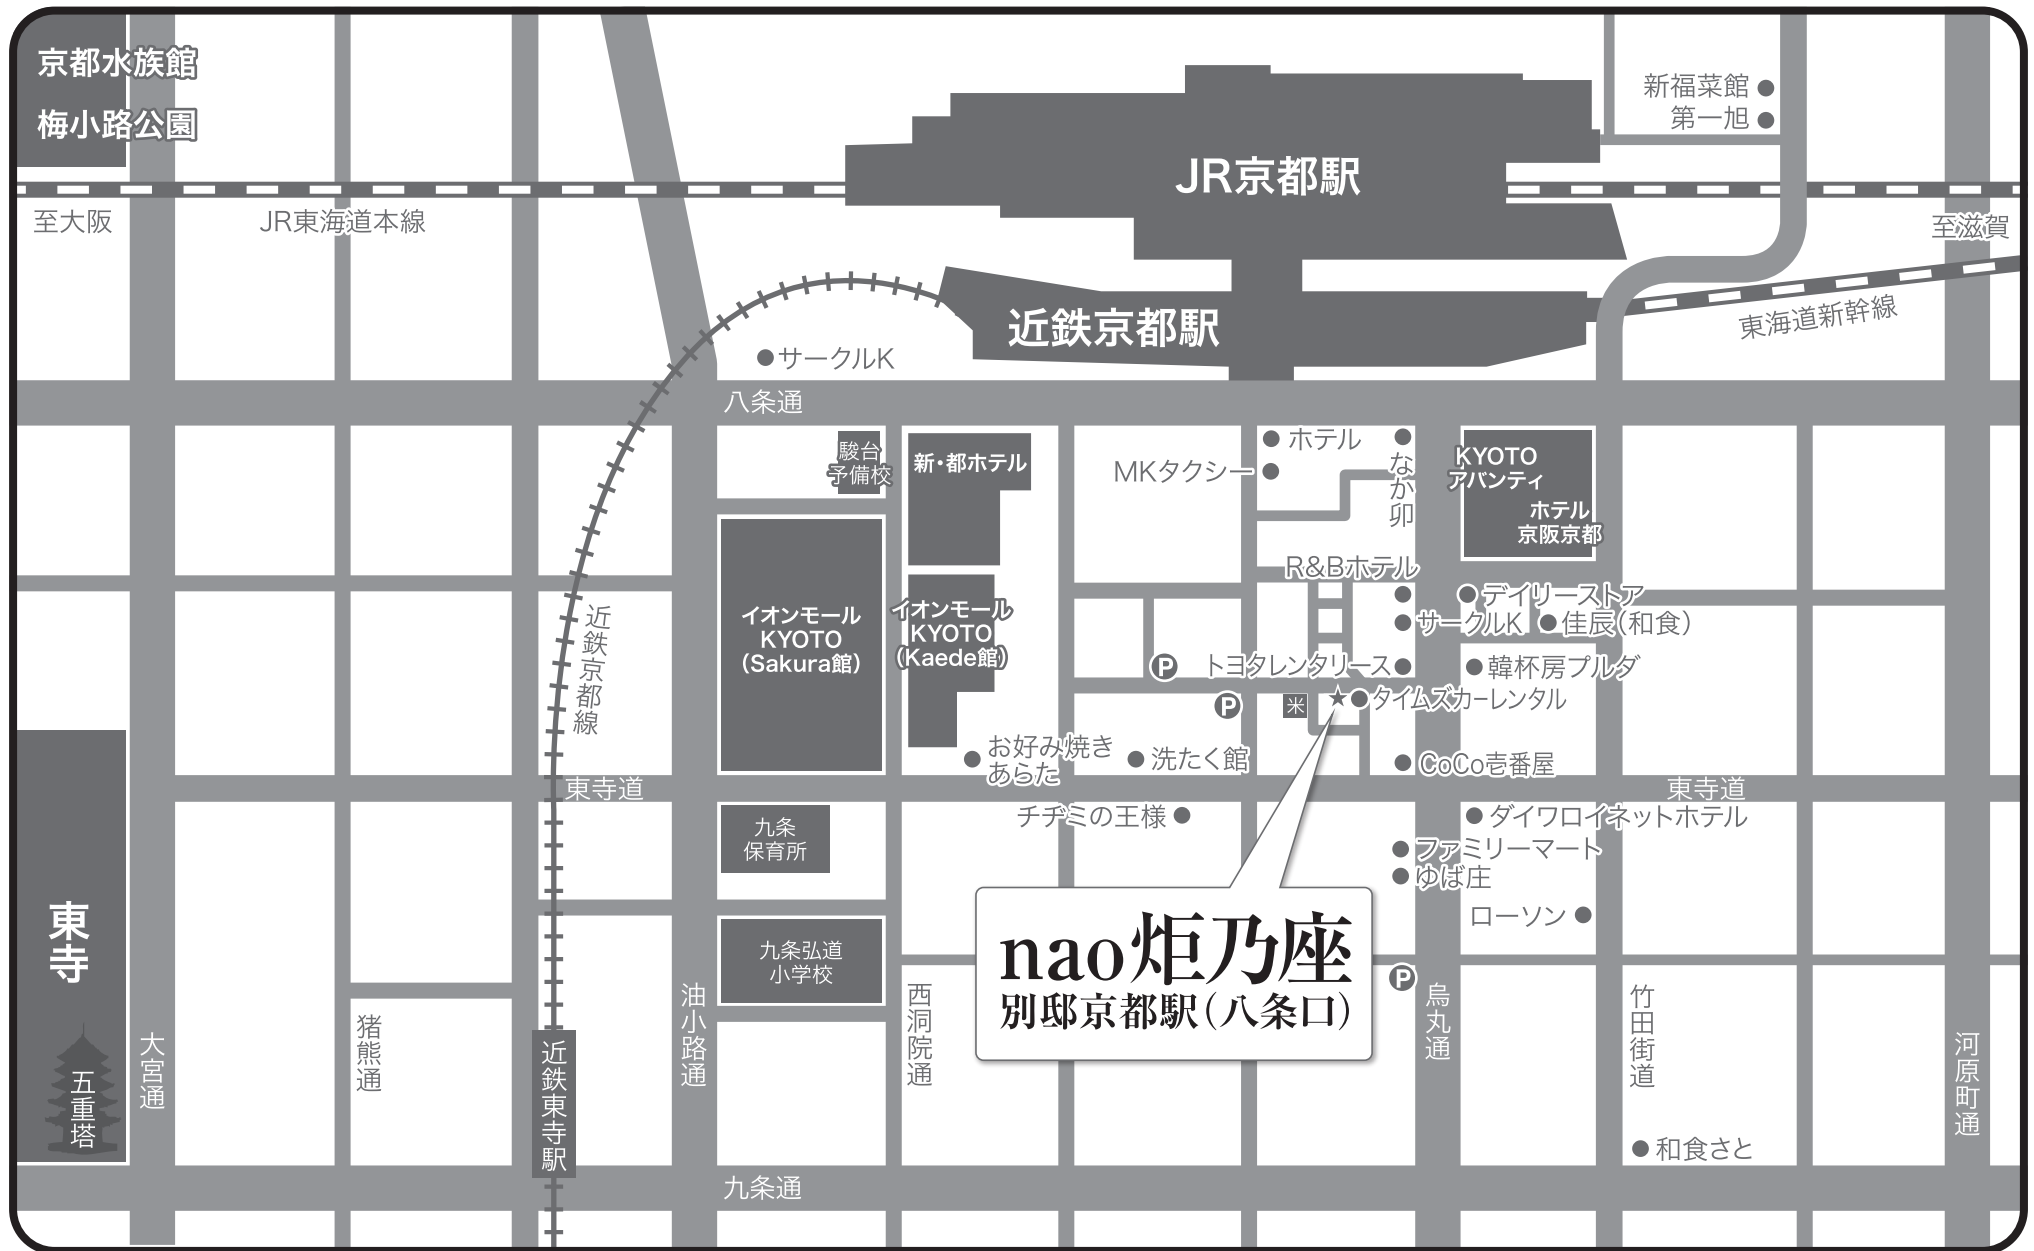 京都水族館
梅小路公園
新福菜館
第一旭
JR京都駅
至大阪
JR東海道本線
至滋賀
近鉄京都駅
東海道新幹線
サークルK
八条通
駿台
予備校
新・都ホテル
ホテル
MKタクシー
なか卯
KYOTO
アバンティ
ホテル
京阪京都
R&Bホテル
デイリーストア
サークルK
佳辰(和食)
イオンモール
KYOTO
(Sakura館)
イオンモール
KYOTO
(Kaede館)
近鉄京都線
P
トヨタレンタリース
韓杯房プルダ
P
米
★
タイムズカーレンタル
お好み焼き
あらた
洗たく館
CoCo壱番屋
東寺道
東寺道
チヂミの王様
ダイワロイネットホテル
九条
保育所
ファミリーマート
ゆば庄
ローソン
東寺
九条弘道
小学校
nao炬乃座
別邸京都駅(八条口)
P
五重塔
大宮通
猪熊通
近鉄東寺駅
油小路通
西洞院通
烏丸通
竹田街道
河原町通
和食さと
九条通